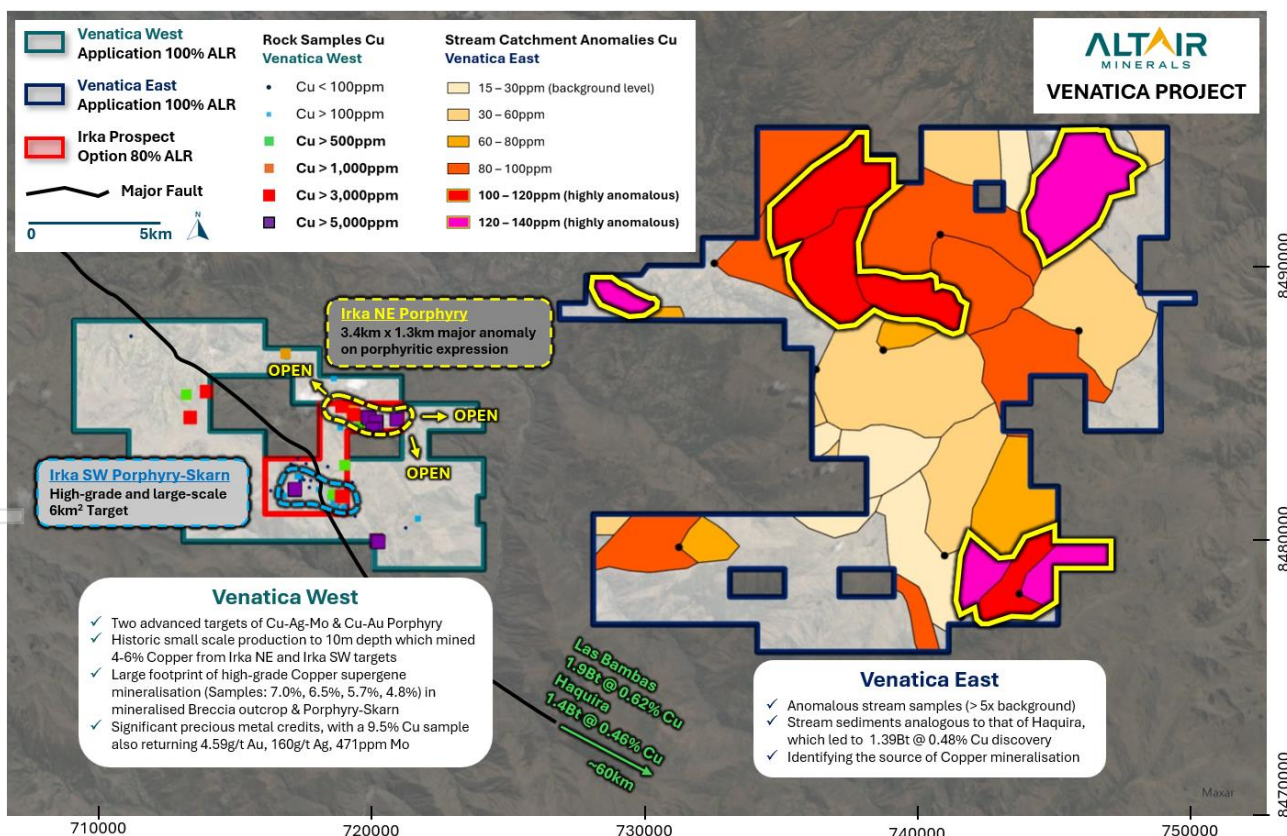 Venatica West
Application 100% ALR
Venatica East
Application 100% ALR
Irka Prospect
Option 80% ALR
Major Fault
0 5km
N
Rock Samples Cu
Venatica West
Cu < 100ppm
Cu > 100ppm
Cu > 500ppm
Cu > 1,000ppm
Cu > 3,000ppm
Cu > 5,000ppm
Stream Catchment Anomalies Cu
Venatica East
15 – 30ppm (background level)
30 – 60ppm
60 – 80ppm
80 – 100ppm
100 – 120ppm (highly anomalous)
120 – 140ppm (highly anomalous)
ALTAIR
MINERALS
VENATICA PROJECT
Irka NE Porphyry
3.4km x 1.3km major anomaly
on porphyritic expression
OPEN
OPEN
OPEN
Irka SW Porphyry-Skarn
High-grade and large-scale
6km² Target
Venatica West
✓ Two advanced targets of Cu-Ag-Mo & Cu-Au Porphyry
✓ Historic small scale production to 10m depth which mined
4-6% Copper from Irka NE and Irka SW targets
✓ Large footprint of high-grade Copper supergene
mineralisation (Samples: 7.0%, 6.5%, 5.7%, 4.8%) in
mineralised Breccia outcrop & Porphyry-Skarn
✓ Significant precious metal credits, with a 9.5% Cu sample
also returning 4.59g/t Au, 160g/t Ag, 471ppm Mo
Las Bambas
1.9Bt @ 0.62% Cu
Haquira
1.4Bt @ 0.46% Cu
~60km
Venatica East
✓ Anomalous stream samples (> 5x background)
✓ Stream sediments analogous to that of Haquira,
which led to 1.39Bt @ 0.48% Cu discovery
✓ Identifying the source of Copper mineralisation
Maxar
8490000
8480000
8470000
710000 720000 730000 740000 750000